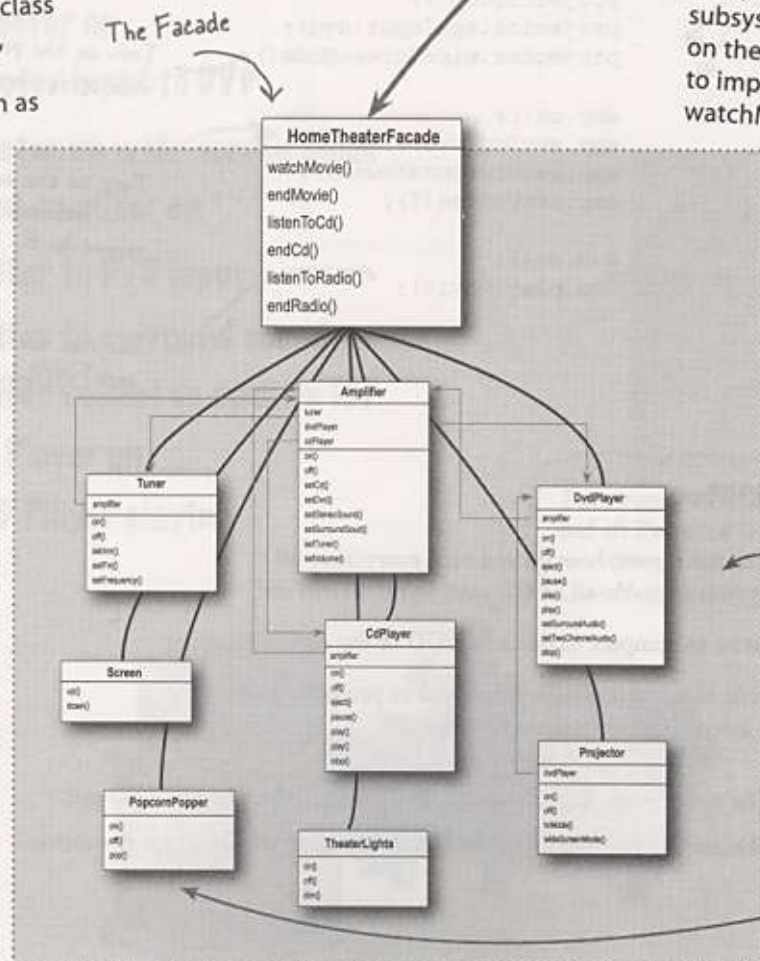 class
The Facade
as
subsys
on the
to imp
watchM
HomeTheaterFacade
watchMovie()
endMovie()
listenToCd()
endCd()
listenToRadio()
endRadio()
Amplifier
tuner
dvdPlayer
cdPlayer
on()
off()
setCd()
setDvd()
setStereoSound()
setSurroundSound()
setTuner()
setVolume()
Tuner
amplifier
on()
off()
setAm()
setFm()
setFrequency()
DvdPlayer
amplifier
on()
off()
eject()
pause()
play()
play()
setSurroundAudio()
setTwoChannelAudio()
stop()
Screen
up()
down()
CdPlayer
amplifier
on()
off()
eject()
pause()
play()
play()
Projector
dvdPlayer
on()
off()
tvMode()
wideScreenMode()
PopcornPopper
on()
off()
pop()
TheaterLights
on()
off()
dim()